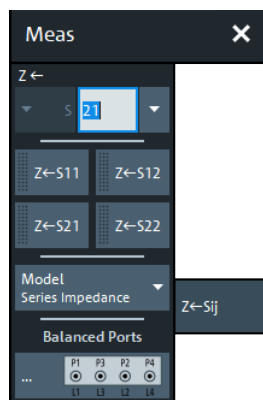 Meas
Z←
S 21
Z←S11 Z←S12
Z←S21 Z←S22
Model
Series Impedance
Z←Sij
Balanced Ports
P1 P3 P2 P4
...
L1 L3 L2 L4